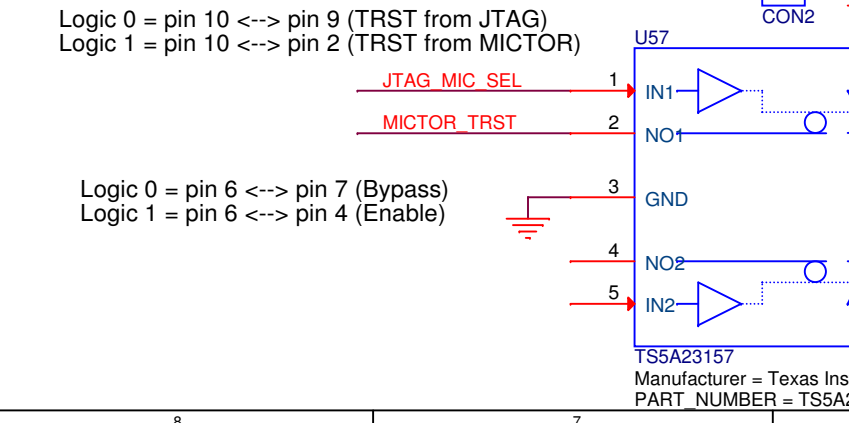 Logic 0 = pin 10 <--> pin 9 (TRST from JTAG)
Logic 1 = pin 10 <--> pin 2 (TRST from MICTOR)
CON2
U57
JTAG_MIC_SEL
1
IN1
MICTOR_TRST
2
NO1
Logic 0 = pin 6 <--> pin 7 (Bypass)
Logic 1 = pin 6 <--> pin 4 (Enable)
3
GND
4
NO2
5
IN2
TS5A23157
Manufacturer = Texas Ins
PART_NUMBER = TS5A2
8
7